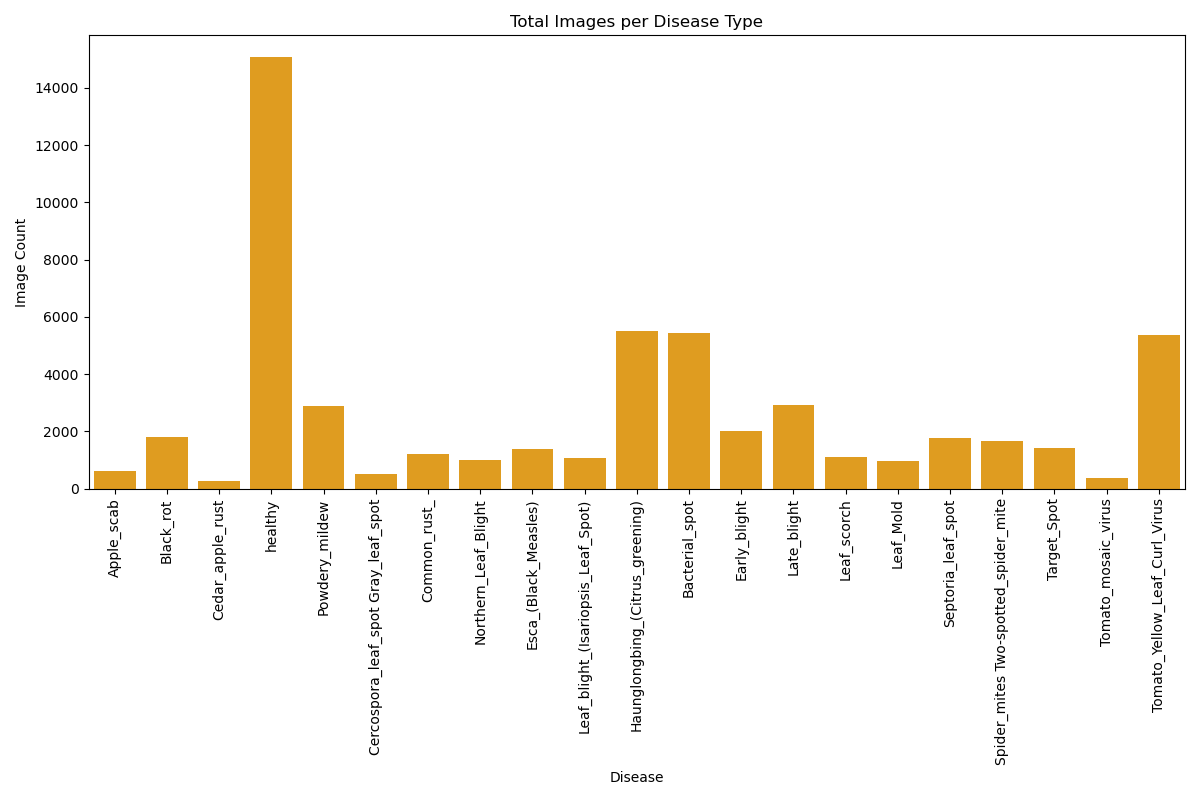 Total Images per Disease Type
Image Count
14000
12000
10000
8000
6000
4000
2000
0
Apple_scab
Black_rot
Cedar_apple_rust
healthy
Powdery_mildew
Cercospora_leaf_spot Gray_leaf_spot
Common_rust_
Northern_Leaf_Blight
Esca_(Black_Measles)
Leaf_blight_(Isariopsis_Leaf_Spot)
Haunglongbing_(Citrus_greening)
Bacterial_spot
Early_blight
Late_blight
Leaf_scorch
Leaf_Mold
Septoria_leaf_spot
Spider_mites Two-spotted_spider_mite
Target_Spot
Tomato_mosaic_virus
Tomato_Yellow_Leaf_Curl_Virus
Disease